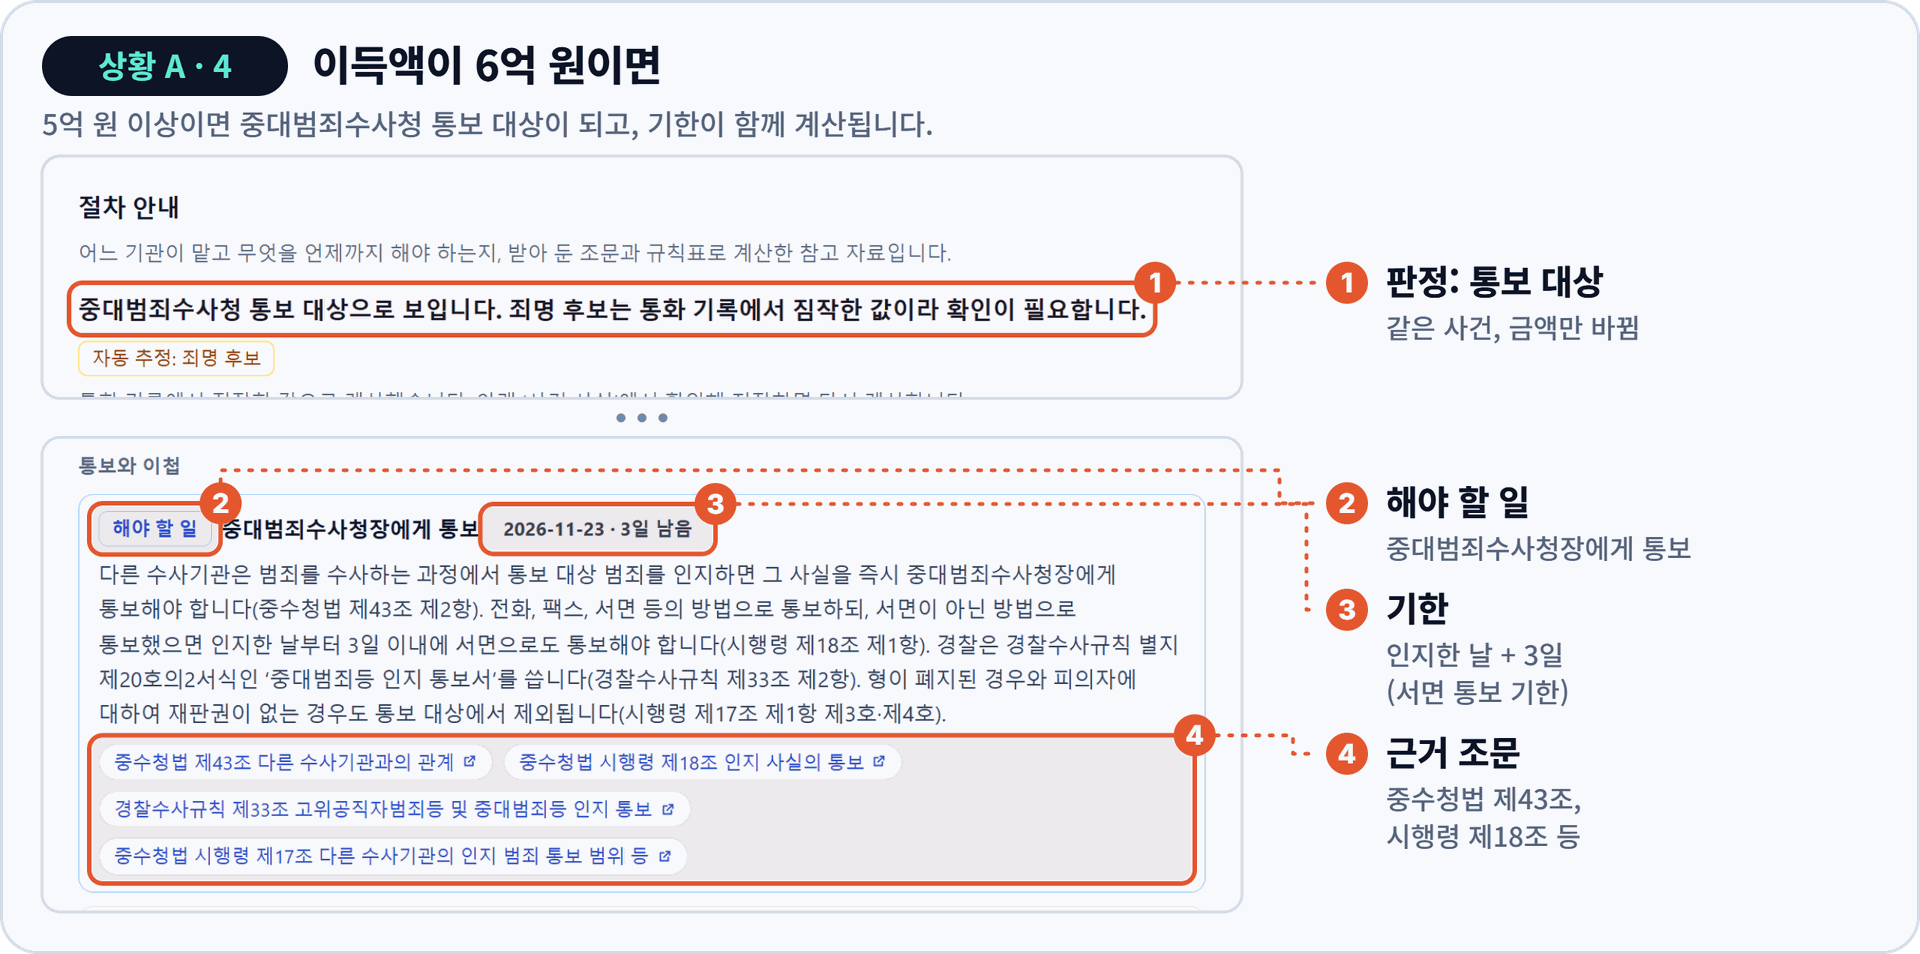 상황 A · 4
이득액이 6억 원이면
5억 원 이상이면 중대범죄수사청 통보 대상이 되고, 기한이 함께 계산됩니다.
절차 안내
어느 기관이 맡고 무엇을 언제까지 해야 하는지, 받아 둔 조문과 규칙표로 계산한 참고 자료입니다.
중대범죄수사청 통보 대상으로 보입니다. 죄명 후보는 통화 기록에서 짐작한 값이라 확인이 필요합니다.
1
자동 추정: 죄명 후보
1
판정: 통보 대상
같은 사건, 금액만 바뀜
통보와 이첩
2
3
해야 할 일
중대범죄수사청장에게 통보
2026-11-23 · 3일 남음
다른 수사기관은 범죄를 수사하는 과정에서 통보 대상 범죄를 인지하면 그 사실을 즉시 중대범죄수사청장에게
통보해야 합니다(중수청법 제43조 제2항). 전화, 팩스, 서면 등의 방법으로 통보하되, 서면이 아닌 방법으로
통보했으면 인지한 날부터 3일 이내에 서면으로도 통보해야 합니다(시행령 제18조 제1항). 경찰은 경찰수사규칙 별지
제20호의2서식인 ‘중대범죄등 인지 통보서’를 씁니다(경찰수사규칙 제33조 제2항). 형이 폐지된 경우와 피의자에
대하여 재판권이 없는 경우도 통보 대상에서 제외됩니다(시행령 제17조 제1항 제3호·제4호).
4
중수청법 제43조 다른 수사기관과의 관계
중수청법 시행령 제18조 인지 사실의 통보
경찰수사규칙 제33조 고위공직자범죄등 및 중대범죄등 인지 통보
중수청법 시행령 제17조 다른 수사기관의 인지 범죄 통보 범위 등
2
해야 할 일
중대범죄수사청장에게 통보
3
기한
인지한 날 + 3일
(서면 통보 기한)
4
근거 조문
중수청법 제43조,
시행령 제18조 등